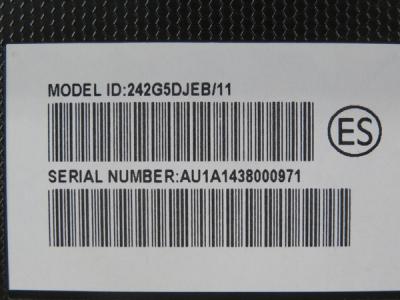 MODEL ID:242G5DJEB/11
ES
SERIAL NUMBER:AU1A1438000971